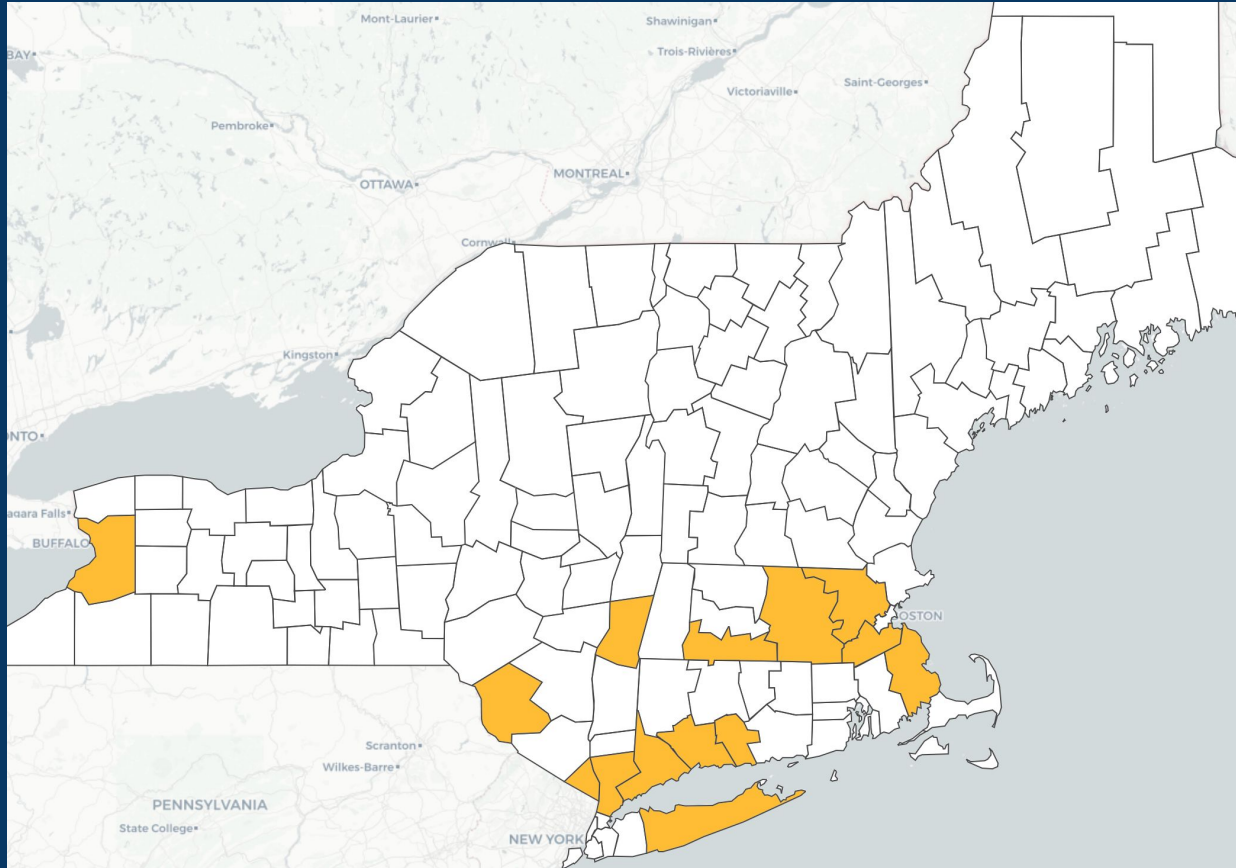 Mont-Laurier
Shawinigan
Trois-Rivières
BAY
Victoriaville
Saint-Georges
Pembroke
OTTAWA
MONTREAL
Cornwall
Kingston
NTO
agara Falls
BUFFALO
OSTON
Scranton
Wilkes-Barre
PENNSYLVANIA
State College
NEW YORK